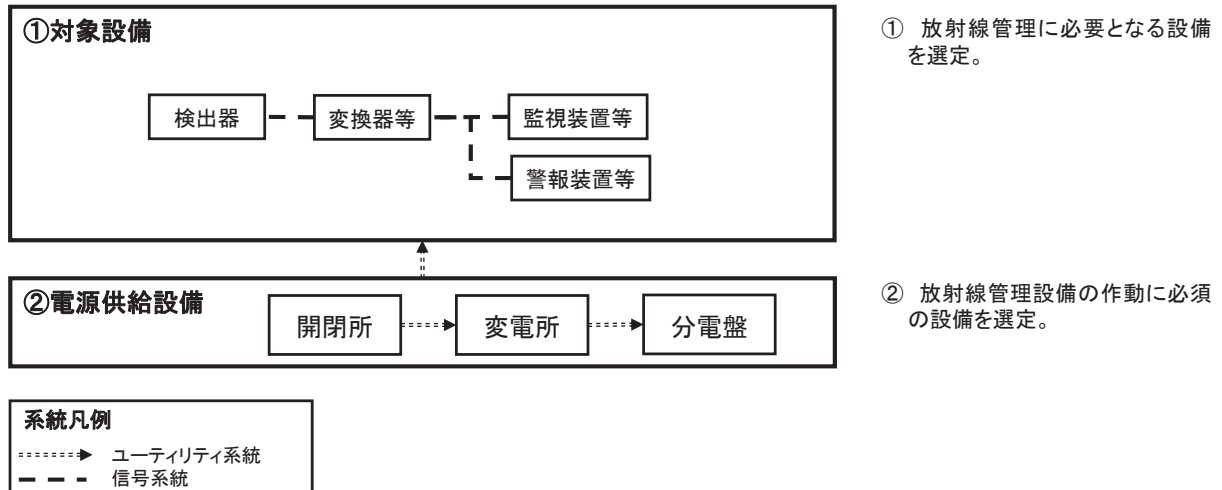 ①対象設備
検出器
変換器等
監視装置等
警報装置等
① 放射線管理に必要となる設備
を選定。
②電源供給設備
開閉所
変電所
分電盤
② 放射線管理設備の作動に必須
の設備を選定。
系統凡例
ユーティリティ系統
信号系統